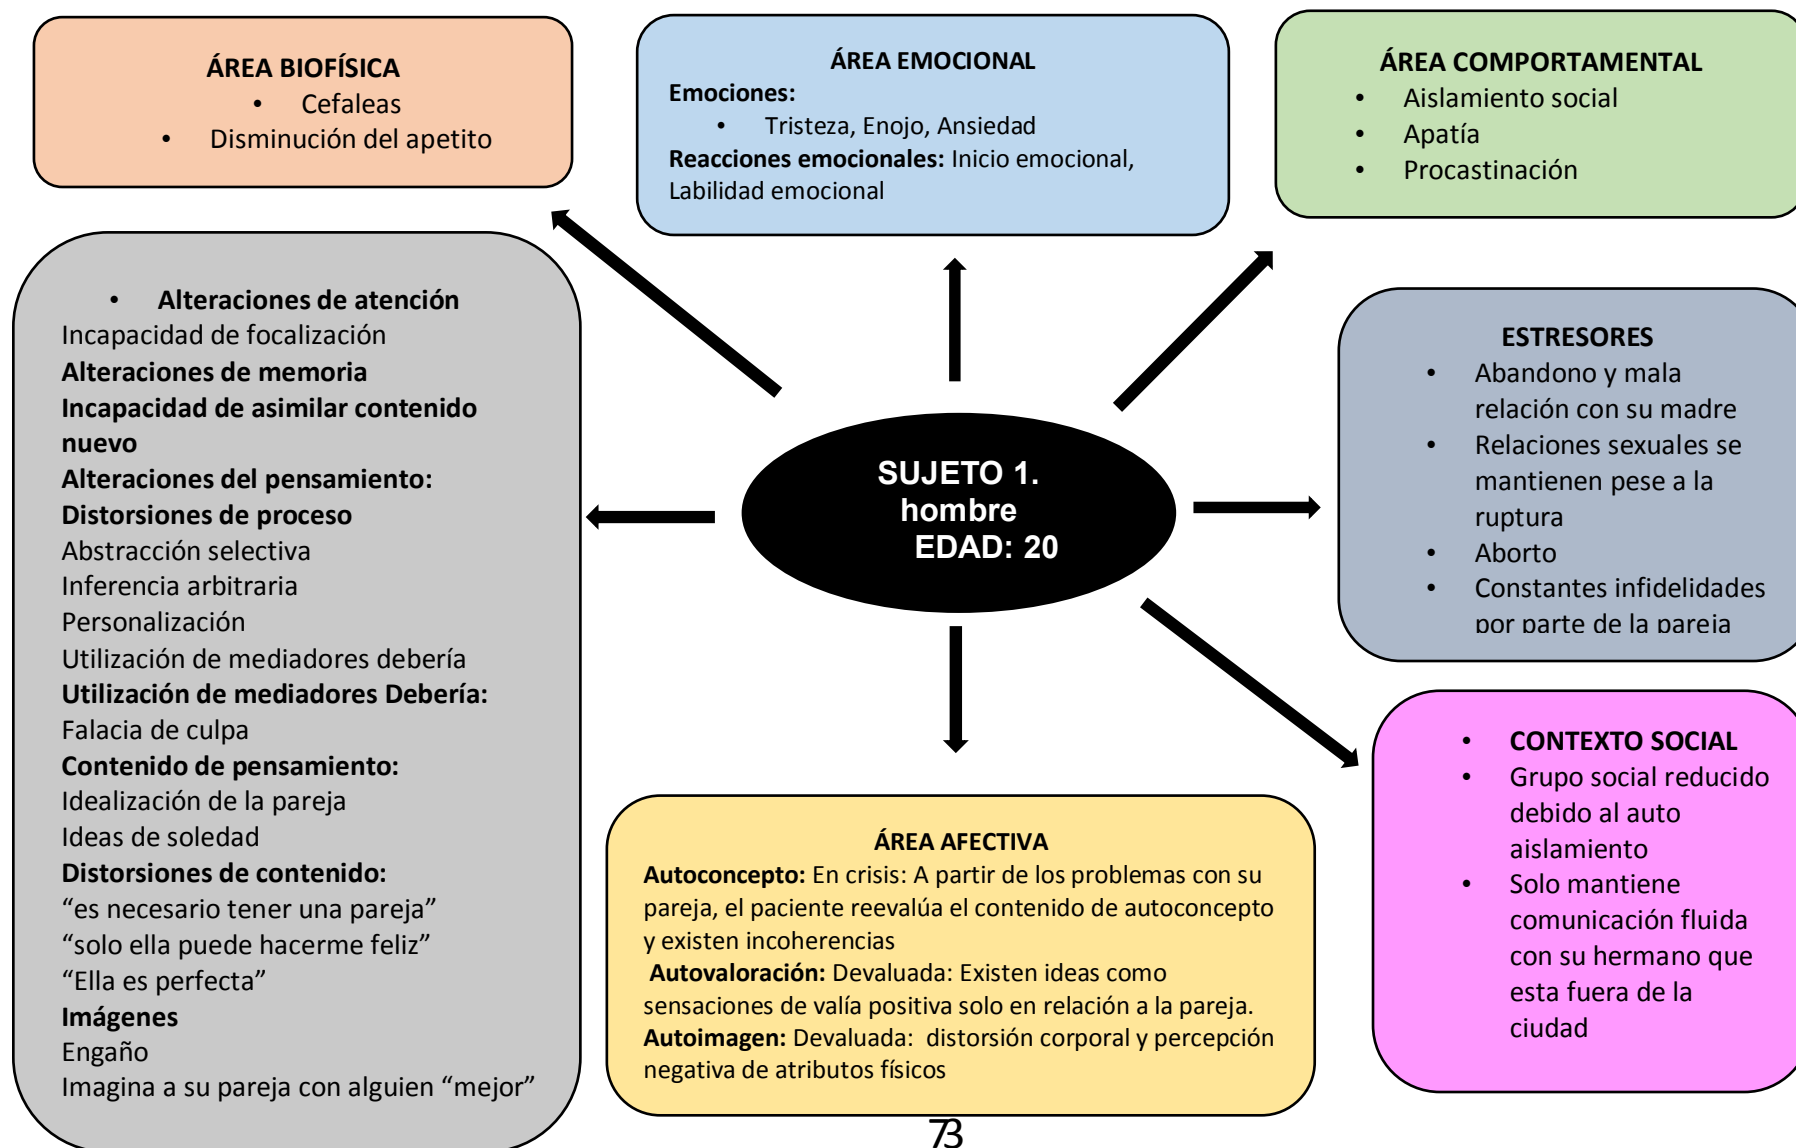 ÁREA BIOFÍSICA
• Cefaleas
• Disminución del apetito
ÁREA EMOCIONAL
Emociones:
• Tristeza, Enojo, Ansiedad
Reacciones emocionales: Inicio emocional,
Labilidad emocional
ÁREA COMPORTAMENTAL
• Aislamiento social
• Apatía
• Procastinación
• Alteraciones de atención
Incapacidad de focalización
Alteraciones de memoria
Incapacidad de asimilar contenido
nuevo
Alteraciones del pensamiento:
Distorsiones de proceso
Abstracción selectiva
Inferencia arbitraria
Personalización
Utilización de mediadores debería
Utilización de mediadores Debería:
Falacia de culpa
Contenido de pensamiento:
Idealización de la pareja
Ideas de soledad
Distorsiones de contenido:
“es necesario tener una pareja”
“solo ella puede hacerme feliz”
“Ella es perfecta”
Imágenes
Engaño
Imagina a su pareja con alguien “mejor”
SUJETO 1.
hombre
EDAD: 20
ESTRESORES
• Abandono y mala
relación con su madre
• Relaciones sexuales se
mantienen pese a la
ruptura
• Aborto
• Constantes infidelidades
por parte de la pareja
• CONTEXTO SOCIAL
• Grupo social reducido
debido al auto
aislamiento
• Solo mantiene
comunicación fluida
con su hermano que
esta fuera de la
ciudad
ÁREA AFECTIVA
Autoconcepto: En crisis: A partir de los problemas con su
pareja, el paciente reevalúa el contenido de autoconcepto
y existen incoherencias
Autovaloración: Devaluada: Existen ideas como
sensaciones de valía positiva solo en relación a la pareja.
Autoimagen: Devaluada: distorsión corporal y percepción
negativa de atributos físicos
73